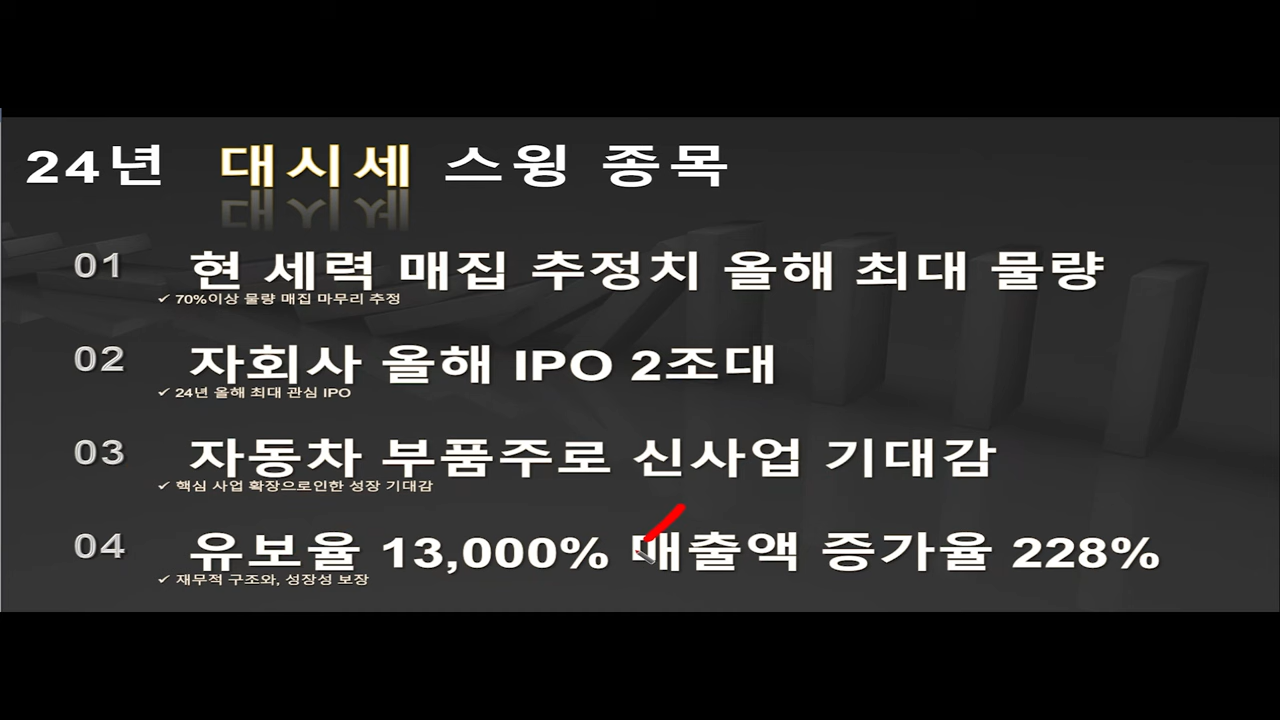 24년 대시세 스윙 종목
01 현 세력 매집 추정치 올해 최대 물량
✓ 70%이상 물량 매집 마무리 추정
02 자회사 올해 IPO 2조대
✓ 24년 올해 최대 관심 IPO
03 자동차 부품주로 신사업 기대감
✓ 핵심 사업 확장으로인한 성장 기대감
04 유보율 13,000% 매출액 증가율 228%
✓ 재무적 구조와, 성장성 보장